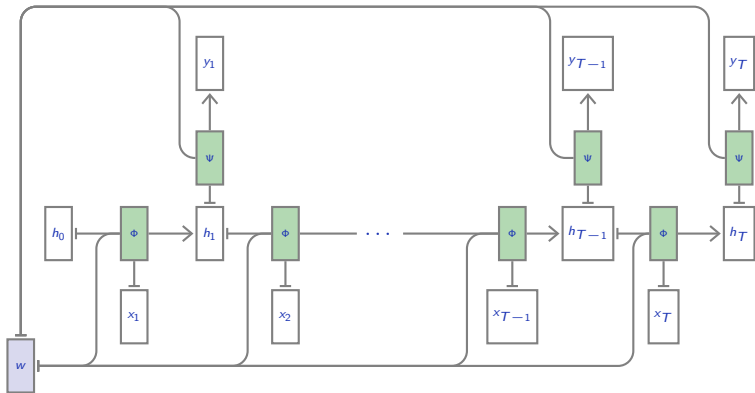 y₁ yT−1 yT
Ψ Ψ Ψ
h₀ Φ h₁ Φ ... Φ hT−1 Φ hT
x₁ x₂ xT−1 xT
w